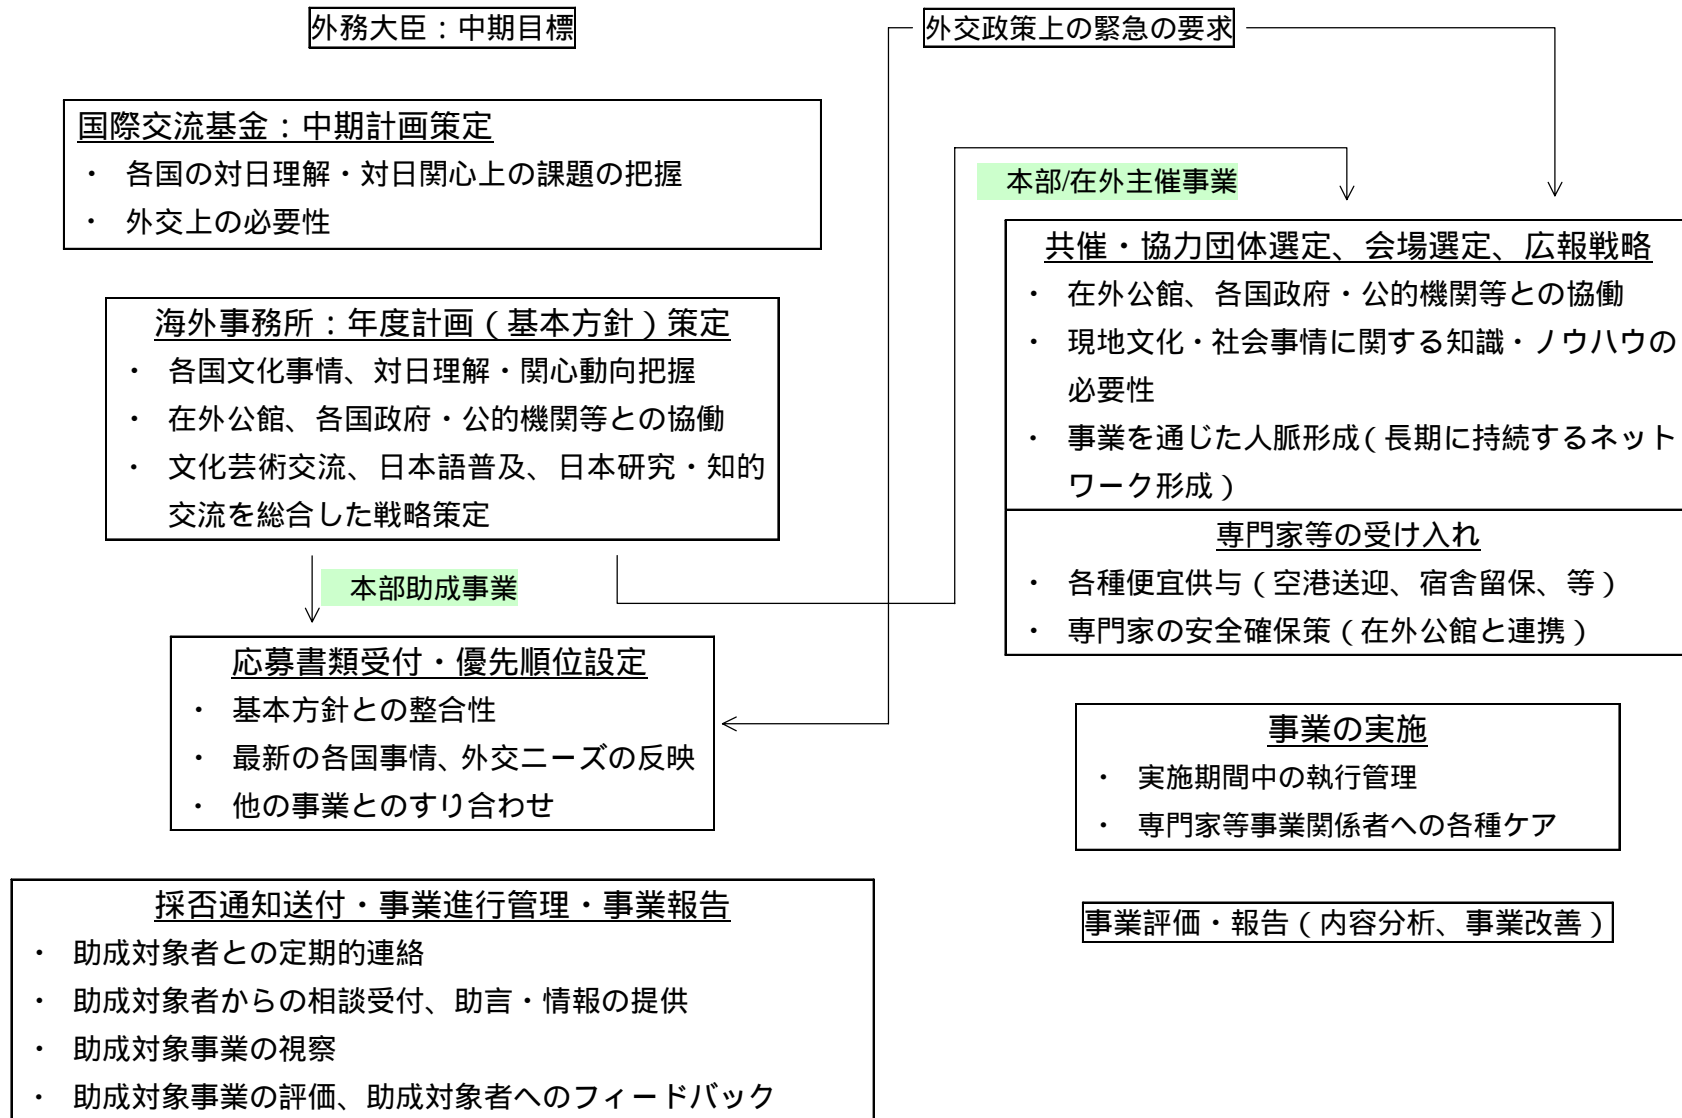 外務大臣：中期目標
外交政策上の緊急の要求
国際交流基金：中期計画策定
・ 各国の対日理解・対日関心上の課題の把握
・ 外交上の必要性
海外事務所：年度計画（基本方針）策定
・ 各国文化事情、対日理解・関心動向把握
・ 在外公館、各国政府・公的機関等との協働
・ 文化芸術交流、日本語普及、日本研究・知的
交流を総合した戦略策定
本部助成事業
応募書類受付・優先順位設定
・ 基本方針との整合性
・ 最新の各国事情、外交ニーズの反映
・ 他の事業とのすり合わせ
採否通知送付・事業進行管理・事業報告
・ 助成対象者との定期的連絡
・ 助成対象者からの相談受付、助言・情報の提供
・ 助成対象事業の視察
・ 助成対象事業の評価、助成対象者へのフィードバック
本部/在外主催事業
共催・協力団体選定、会場選定、広報戦略
・ 在外公館、各国政府・公的機関等との協働
・ 現地文化・社会事情に関する知識・ノウハウの
必要性
・ 事業を通じた人脈形成（長期に持続するネット
ワーク形成）
専門家等の受け入れ
・ 各種便宜供与（空港送迎、宿舎留保、等）
・ 専門家の安全確保策（在外公館と連携）
事業の実施
・ 実施期間中の執行管理
・ 専門家等事業関係者への各種ケア
事業評価・報告（内容分析、事業改善）